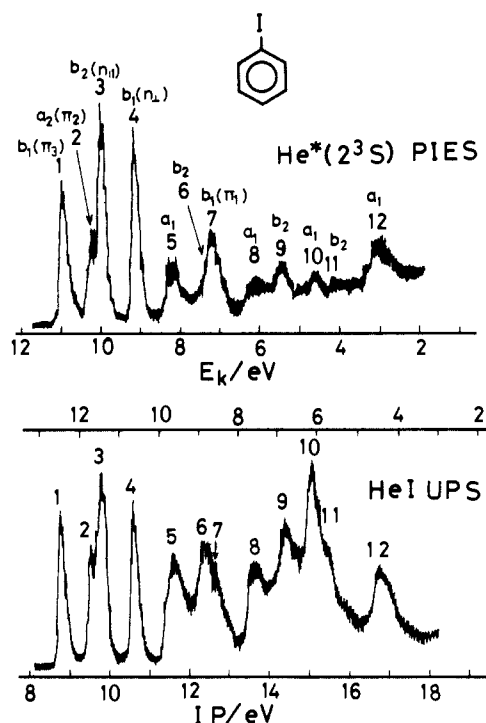 I
b₂(n∥)
3
b₁(n⊥)
4
a₂(π₂)
2
b₁(π₃)
1
He*(2³S) PIES
b₂
6
b₁(π₁)
7
a₁
5
a₁
8
b₂
9
a₁
10
b₂
11
a₁
12
12 10 8 6 4 2
Eₖ/eV
12 10 8 6 4 2
HeI UPS
1
2
3
4
5
6
7
8
9
10
11
12
8 10 12 14 16 18
IP/eV